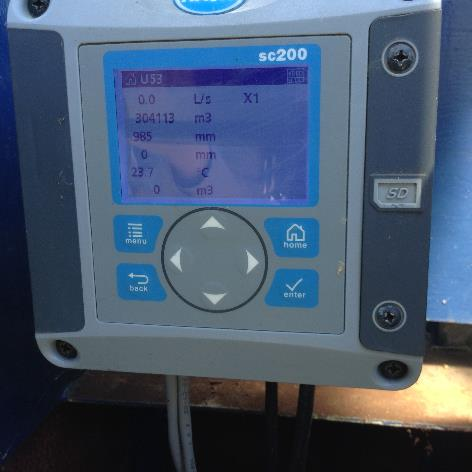 sc200
U53
0.0 L/s X1
304113 m3
985 mm
0 mm
23.7 °C
0 m3
SD
menu
home
back
enter